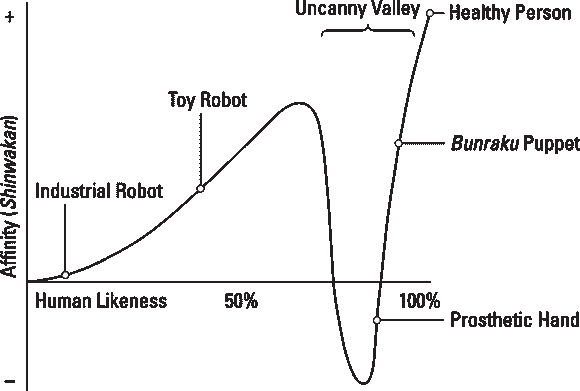 +
Uncanny Valley
Healthy Person
Toy Robot
Bunraku Puppet
Industrial Robot
Affinity (Shinwakan)
Human Likeness
50%
100%
Prosthetic Hand
–